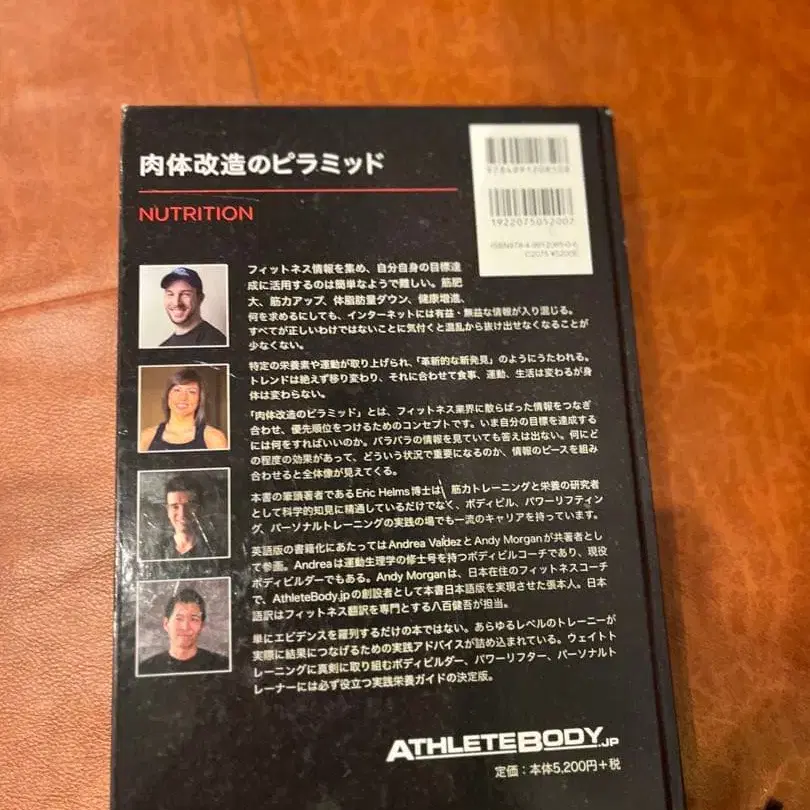 肉体改造のピラミッド
NUTRITION
1922075052007
C2075 ¥5200E
フィットネス情報を集め、自分自身の目標達
成に活用するのは簡単なようで難しい。筋肥
大、筋力アップ、体脂肪量ダウン、健康増進、
何を求めるにしても、インターネットには有益・無益な情報が入り混じる。
すべてが正しいわけではないことに気付くと混乱から抜け出せなくなることが
少なくない。
特定の栄養素や運動が取り上げられ、「革新的な新発見」のようにうたわれる。
トレンドは絶えず移り変わり、それに合わせて食事、運動、生活は変わるが身
体は変わらない。
「肉体改造のピラミッド」とは、フィットネス業界に散らばった情報をつなぎ
合わせ、優先順位をつけるためのコンセプトです。いま自分の目標を達成する
には何をすればいいのか。バラバラの情報を見ていても答えは出ない。何にど
の程度の効果があって、どういう状況で重要になるのか、情報のピースを組み
合わせると全体像が見えてくる。
本書の筆頭著者であるEric Helms博士は、筋力トレーニングと栄養の研究者
として科学的知見に精通しているだけでなく、ボディビル、パワーリフティン
グ、パーソナルトレーニングの実践の場でも一流のキャリアを持っています。
英語版の書籍化にあたってはAndrea ValdezとAndy Morganが共著者とし
て参画。Andreaは運動生理学の修士号を持つボディビルコーチであり、現役
ボディビルダーでもある。Andy Morganは、日本在住のフィットネスコーチ
で、AthleteBody.jpの創設者として本書日本語版を実現させた張本人。日本
語訳はフィットネス翻訳を専門とする八百健吾が担当。
単にエビデンスを羅列するだけの本ではない。あらゆるレベルのトレーニーが
実際に結果につなげるための実践アドバイスが詰め込まれている。ウェイトト
レーニングに真剣に取り組むボディビルダー、パワーリフター、パーソナルト
レーナーには必ず役立つ実践栄養ガイドの決定版。
ATHLETEBODY.JP
定価：本体5,200円+税